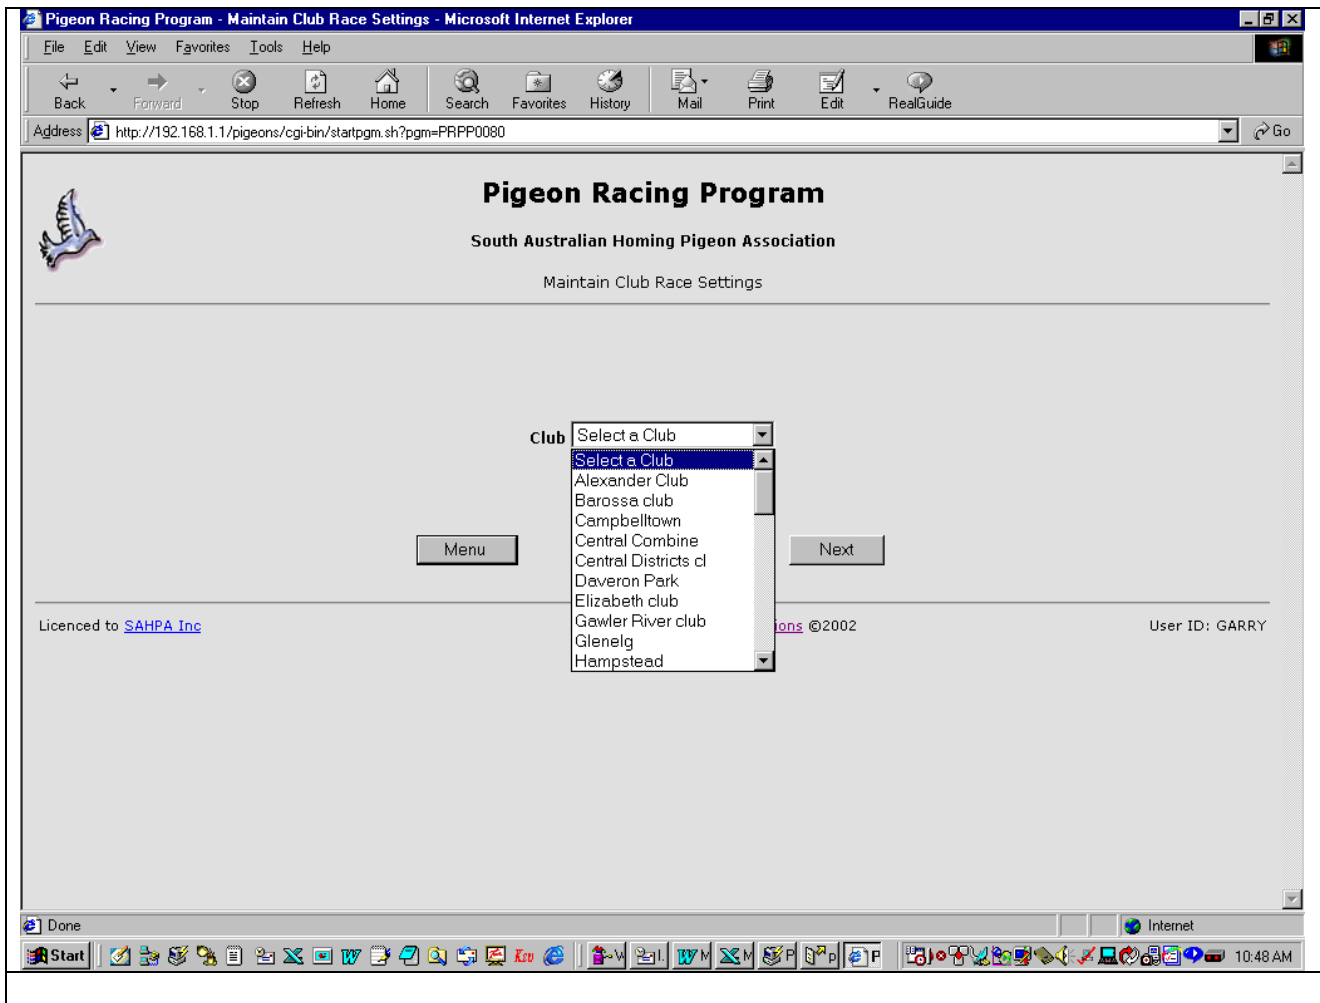 Pigeon Racing Program - Maintain Club Race Settings - Microsoft Internet Explorer
File Edit View Favorites Tools Help
Back Forward Stop Refresh Home Search Favorites History Mail Print Edit RealGuide
Address http://192.168.1.1/pigeons/cgi-bin/startpgm.sh?pgm=PRPP0080 Go
Pigeon Racing Program
South Australian Homing Pigeon Association
Maintain Club Race Settings
Club Select a Club
Select a Club
Alexander Club
Barossa club
Campbelltown
Central Combine
Menu Next
Central Districts cl
Daveron Park
Elizabeth club
Gawler River club
Licenced to SAHPA Inc ions ©2002 User ID: GARRY
Glenelg
Hampstead
Done Internet
Start Ksv V I. M M P p P 10:48 AM